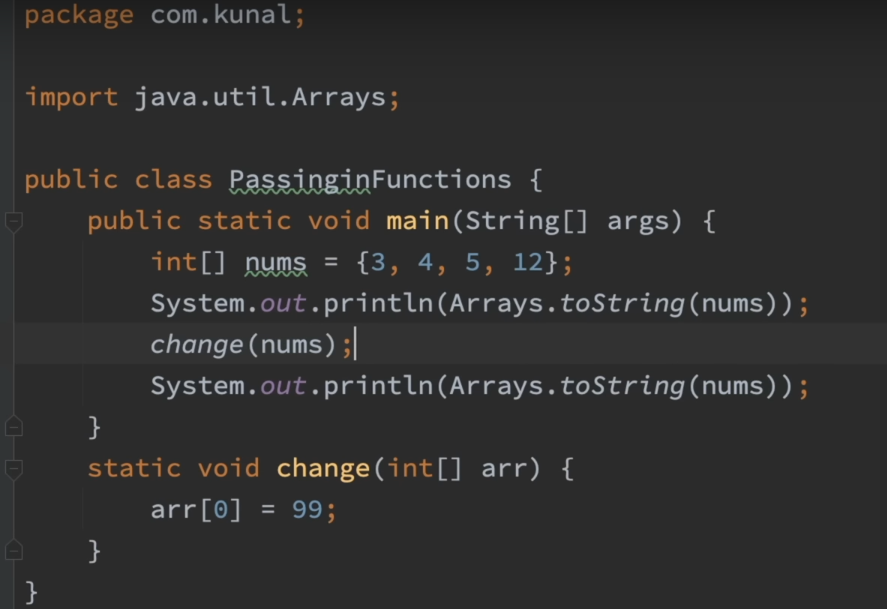 package com.kunal;
import java.util.Arrays;
public class PassinginFunctions {
public static void main(String[] args) {
int[] nums = {3, 4, 5, 12};
System.out.println(Arrays.toString(nums));
change(nums);
System.out.println(Arrays.toString(nums));
}
static void change(int[] arr) {
arr[0] = 99;
}
}